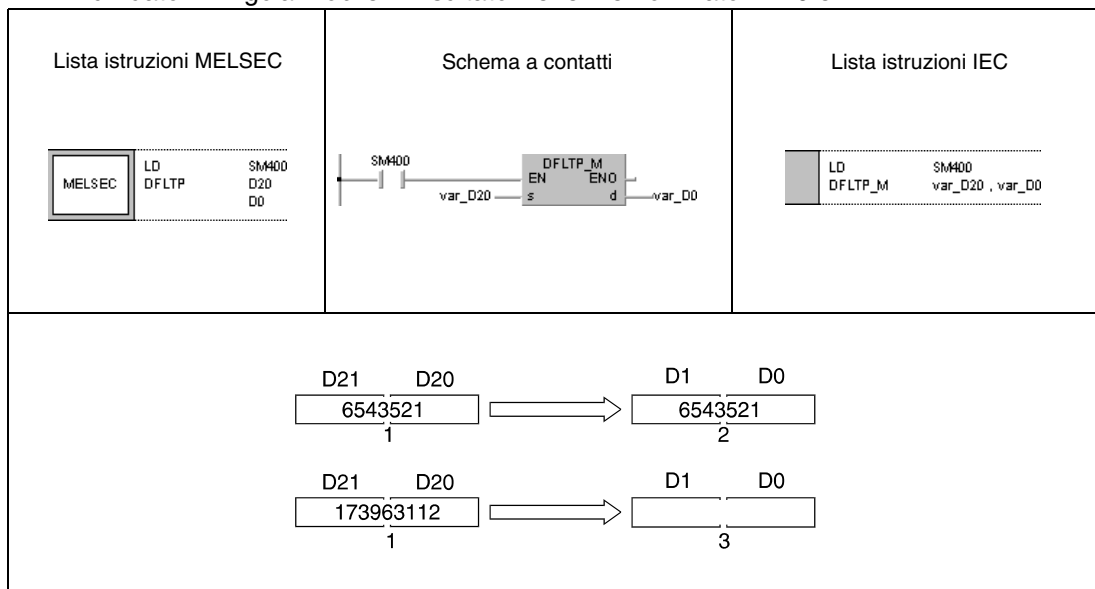 Lista istruzioni MELSEC
Schema a contatti
Lista istruzioni IEC
MELSEC
LD SM400
DFLTP D20
D0
SM400
DFLTP_M
EN ENO
var_D20 s d var_D0
LD SM400
DFLTP_M var_D20 , var_D0
D21 D20
6543521
1
D1 D0
6543521
2
D21 D20
173963112
1
D1 D0
3